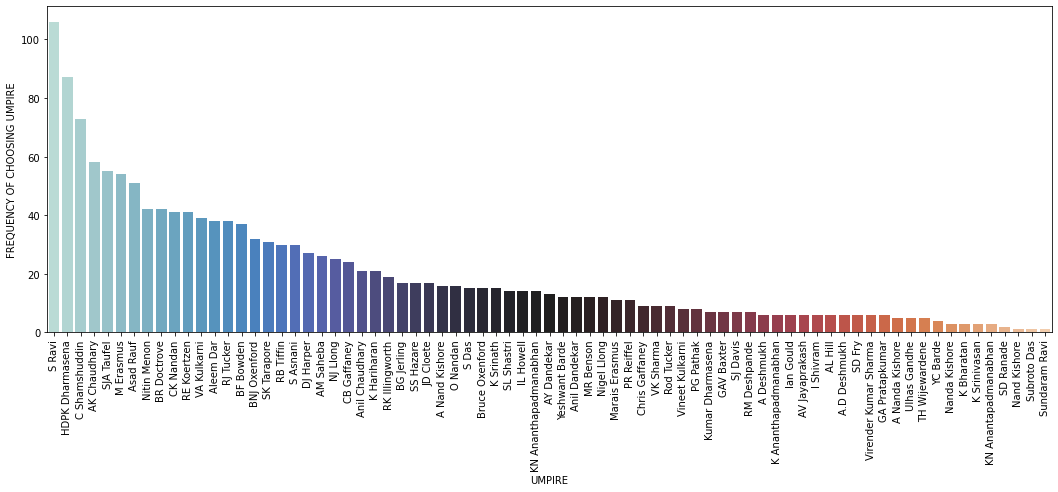 FREQUENCY OF CHOOSING UMPIRE
100
80
60
40
20
0
S Ravi
HDPK Dharmasena
C Shamshuddin
AK Chaudhary
SJA Taufel
M Erasmus
Asad Rauf
Nitin Menon
BR Doctrove
CK Nandan
RE Koertzen
VA Kulkarni
Aleem Dar
RJ Tucker
BF Bowden
BNJ Oxenford
SK Tarapore
RB Tiffin
S Asnani
DJ Harper
AM Saheba
NJ Llong
CB Gaffaney
Anil Chaudhary
K Hariharan
RK Illingworth
BG Jerling
SS Hazare
JD Cloete
A Nand Kishore
O Nandan
S Das
Bruce Oxenford
K Srinath
SL Shastri
IL Howell
KN Ananthapadmanabhan
AY Dandekar
Yeshwant Barde
Anil Dandekar
MR Benson
Nigel Llong
Marais Erasmus
PR Reiffel
Chris Gaffaney
VK Sharma
Rod Tucker
Vineet Kulkarni
PG Pathak
Kumar Dharmasena
GAV Baxter
SJ Davis
RM Deshpande
A Deshmukh
K Ananthapadmanabhan
Ian Gould
AV Jayaprakash
I Shivram
AL Hill
A.D Deshmukh
SD Fry
Virender Kumar Sharma
GA Pratapkumar
A Nanda Kishore
Ulhas Gandhe
TH Wijewardene
YC Barde
Nanda Kishore
K Bharatan
K Srinivasan
KN Anantapadmanabhan
SD Ranade
Nand Kishore
Subroto Das
Sundaram Ravi
UMPIRE